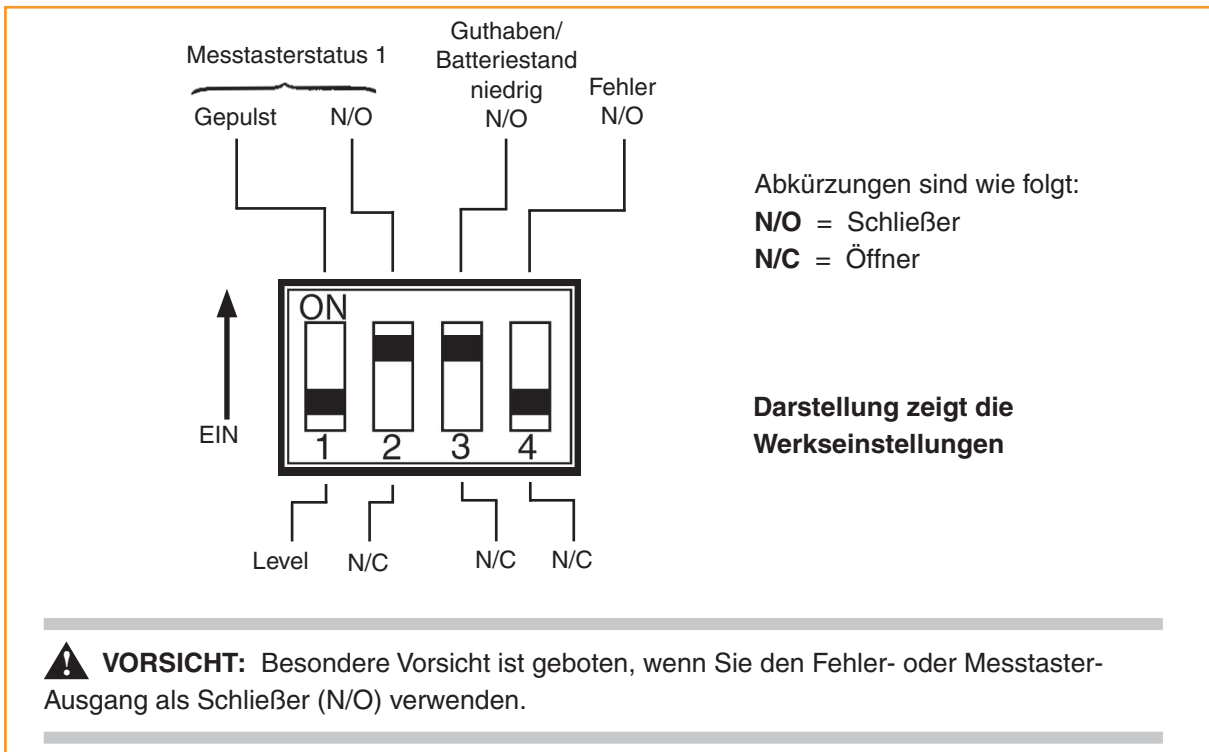 Messtasterstatus 1
Gepulst
N/O
Guthaben/
Batteriestand
niedrig
N/O
Fehler
N/O
Abkürzungen sind wie folgt:
N/O = Schließer
N/C = Öffner
EIN
ON
1 2 3 4
Darstellung zeigt die
Werkseinstellungen
Level
N/C
N/C
N/C
VORSICHT: Besondere Vorsicht ist geboten, wenn Sie den Fehler- oder Messtaster-
Ausgang als Schließer (N/O) verwenden.